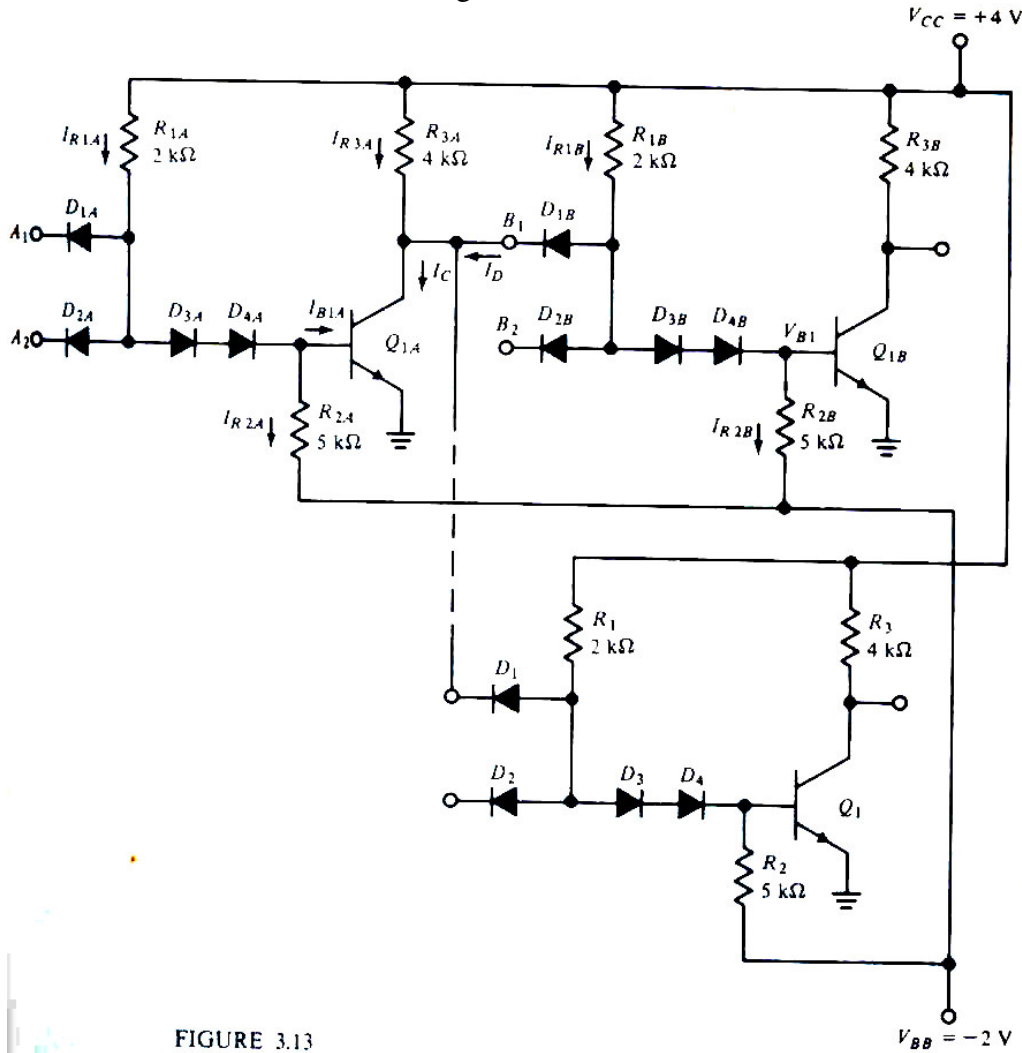 V_CC = +4 V
I_R1A
R_1A
2 kΩ
I_R3A
R_3A
4 kΩ
I_R1B
R_1B
2 kΩ
R_3B
4 kΩ
A_1
D_1A
B_1
D_1B
I_C
I_D
A_2
D_2A
D_3A
D_4A
I_B1A
Q_1A
B_2
D_2B
D_3B
D_4B
V_B1
Q_1B
I_R2A
R_2A
5 kΩ
I_R2B
R_2B
5 kΩ
R_1
2 kΩ
R_3
4 kΩ
D_1
D_2
D_3
D_4
Q_1
R_2
5 kΩ
FIGURE 3.13
V_BB = −2 V